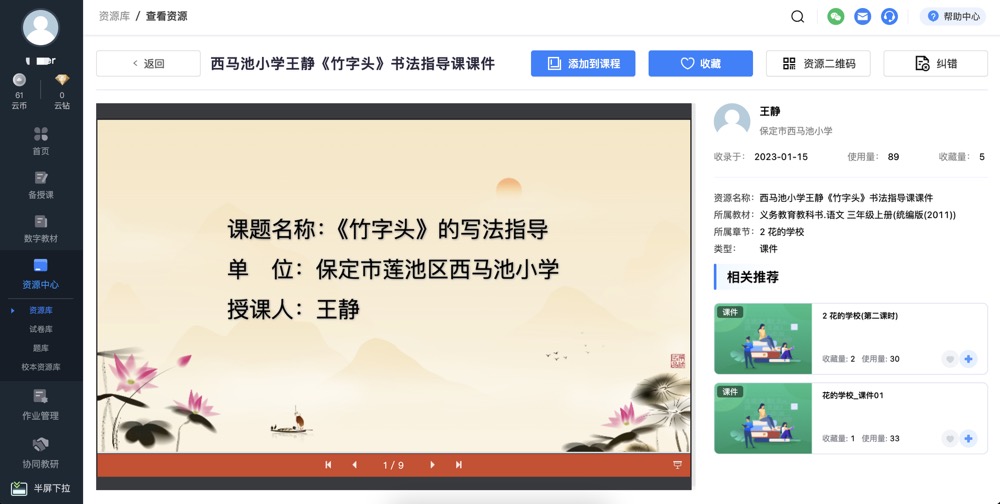 资源库 / 查看资源
帮助中心
61
云币
0
云钻
首页
备授课
数字教材
资源中心
资源库
试卷库
题库
校本资源库
作业管理
协同教研
半屏下拉
< 返回
西马池小学王静《竹字头》书法指导课课件
添加到课程
收藏
资源二维码
纠错
课题名称:《竹字头》的写法指导
单 位: 保定市莲池区西马池小学
授课人: 王静
1 / 9
王静
保定市西马池小学
收录于: 2023-01-15 使用量: 89 收藏量: 5
资源名称: 西马池小学王静《竹字头》书法指导课课件
所属教材: 义务教育教科书.语文 三年级上册(统编版(2011))
所属章节: 2 花的学校
类型: 课件
相关推荐
课件
2 花的学校(第二课时)
收藏量: 2 使用量: 30
课件
花的学校_课件01
收藏量: 1 使用量: 33